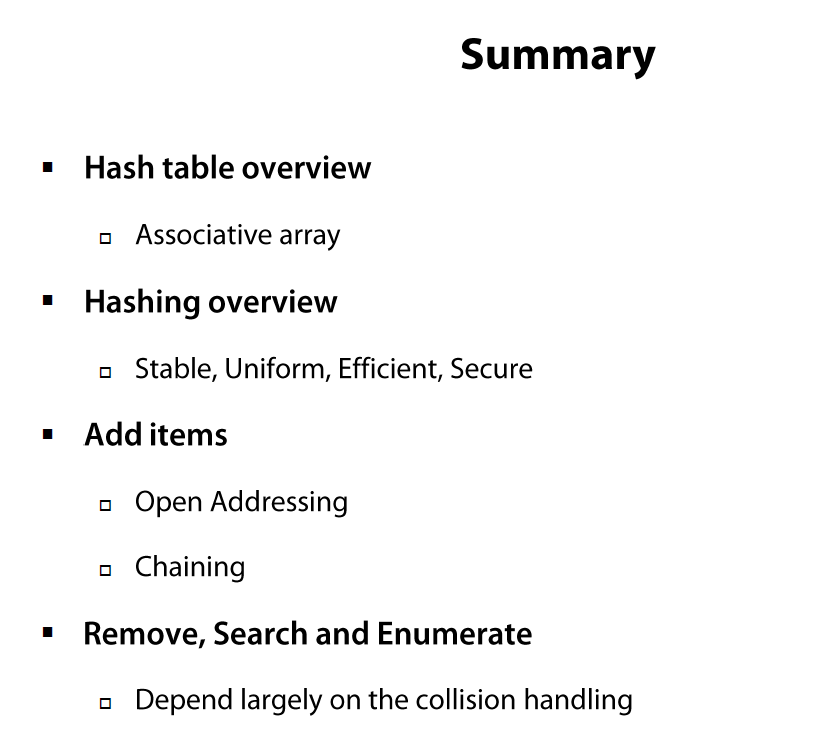 Summary
Hash table overview
Associative array
Hashing overview
Stable, Uniform, Efficient, Secure
Add items
Open Addressing
Chaining
Remove, Search and Enumerate
Depend largely on the collision handling